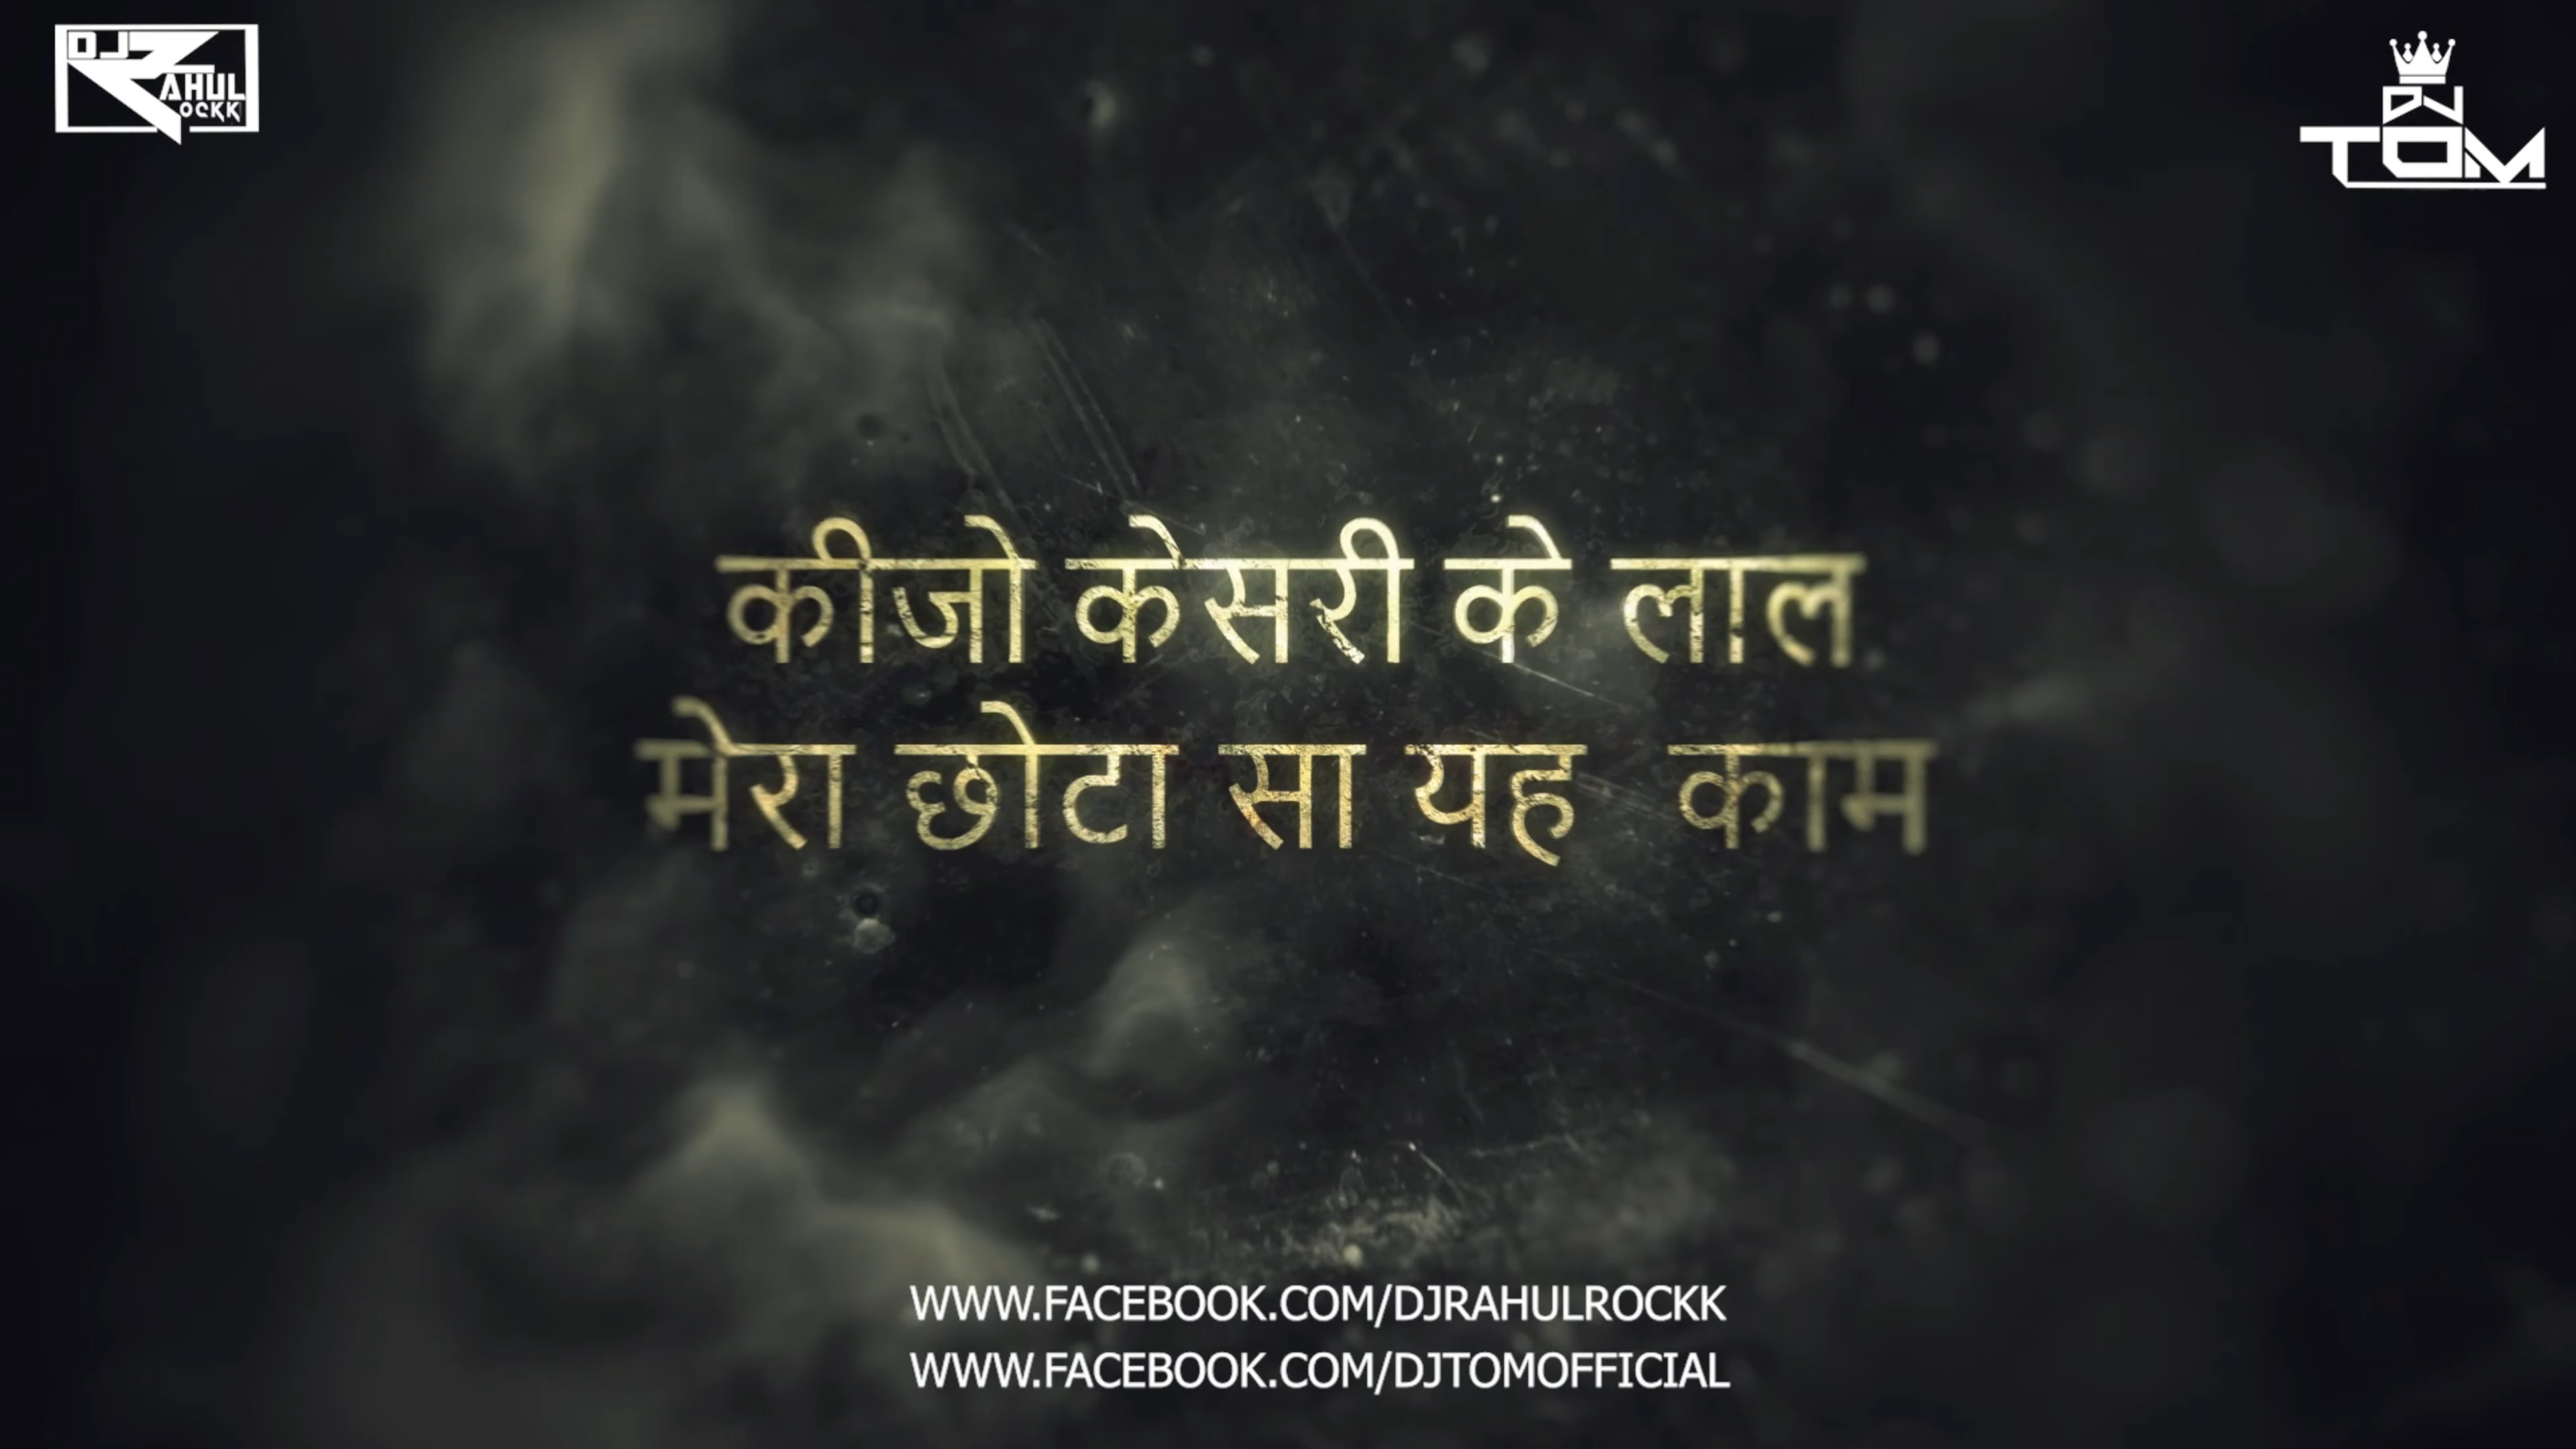 DJ RAHUL ROCKK
DJ TOM
कीजो केसरी के लाल
मेरा छोटा सा यह काम
WWW.FACEBOOK.COM/DJRAHULROCKK
WWW.FACEBOOK.COM/DJTOMOFFICIAL